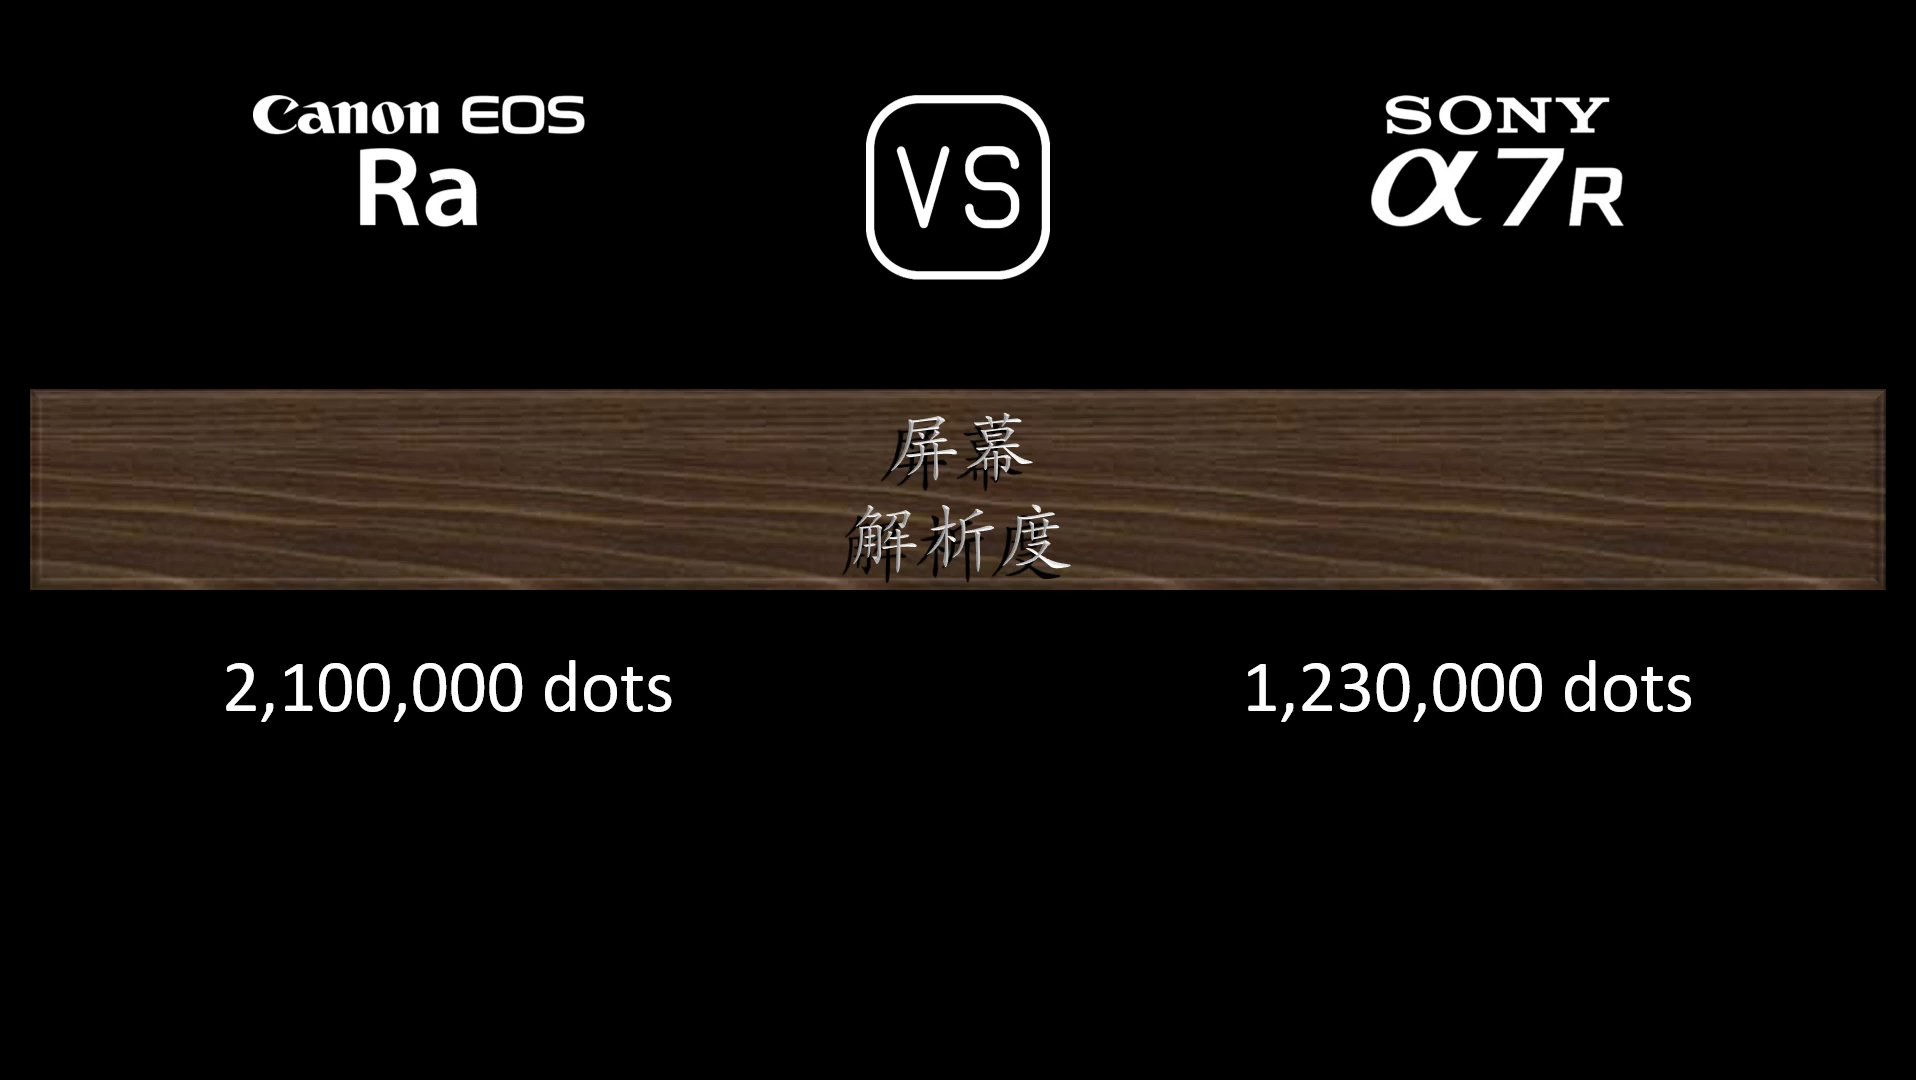 Canon EOS
Ra
VS
SONY
α7R
屏幕
解析度
2,100,000 dots
1,230,000 dots